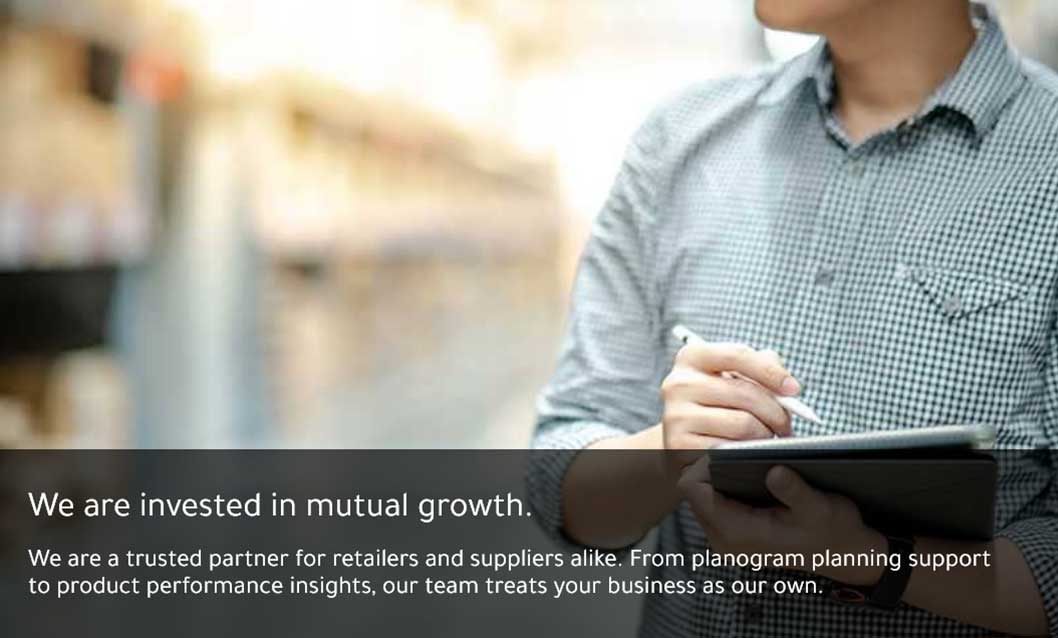 We are invested in mutual growth.
We are a trusted partner for retailers and suppliers alike. From planogram planning support
to product performance insights, our team treats your business as our own.